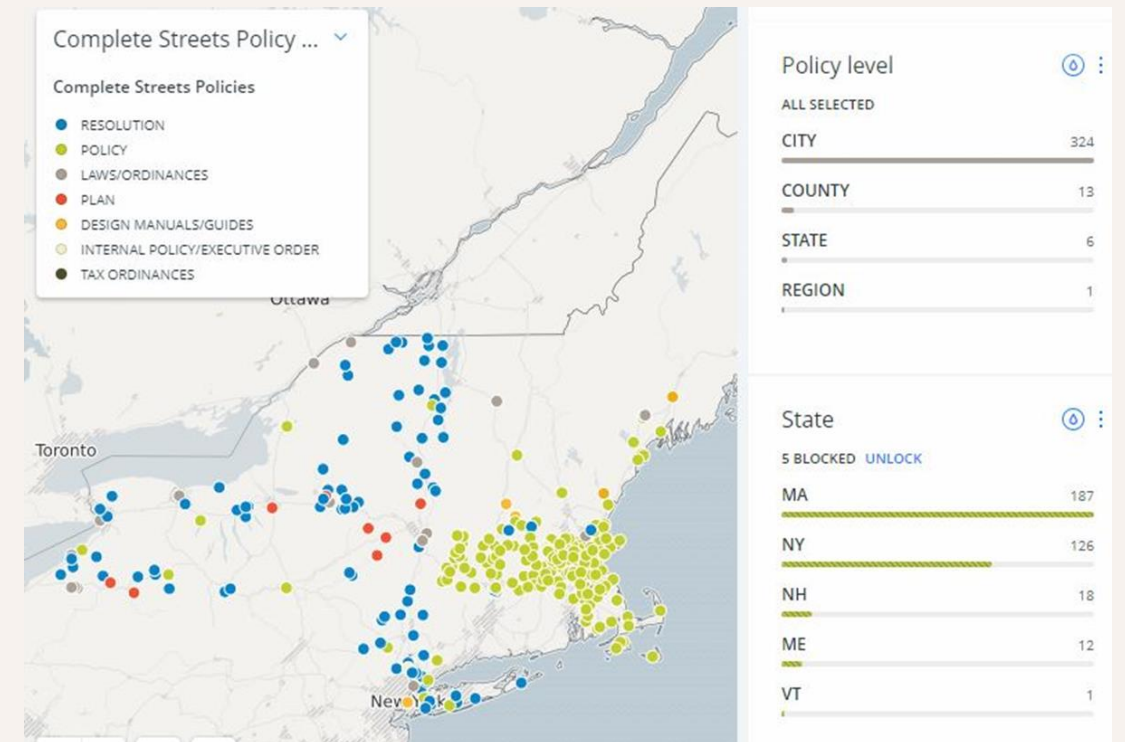 Complete Streets Policy ...
Complete Streets Policies
RESOLUTION
POLICY
LAWS/ORDINANCES
PLAN
DESIGN MANUALS/GUIDES
INTERNAL POLICY/EXECUTIVE ORDER
TAX ORDINANCES
Ottawa
Toronto
New York
Policy level
ALL SELECTED
CITY 324
COUNTY 13
STATE 6
REGION 1
State
5 BLOCKED UNLOCK
MA 187
NY 126
NH 18
ME 12
VT 1